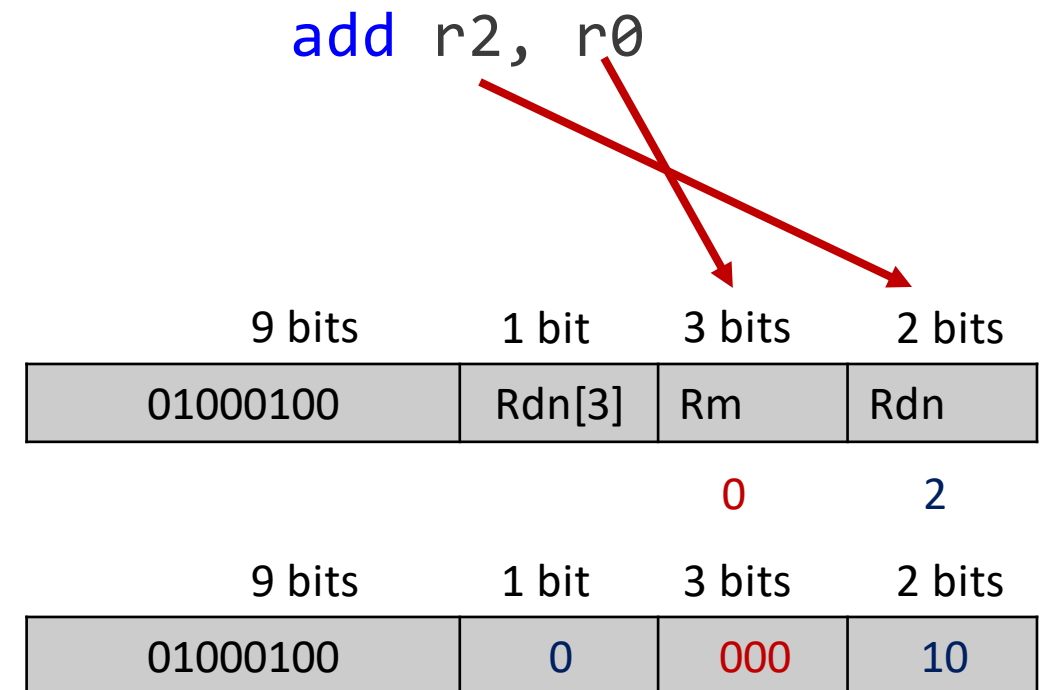 add r2, r0
9 bits 1 bit 3 bits 2 bits
01000100 Rdn[3] Rm Rdn
0 2
9 bits 1 bit 3 bits 2 bits
01000100 0 000 10